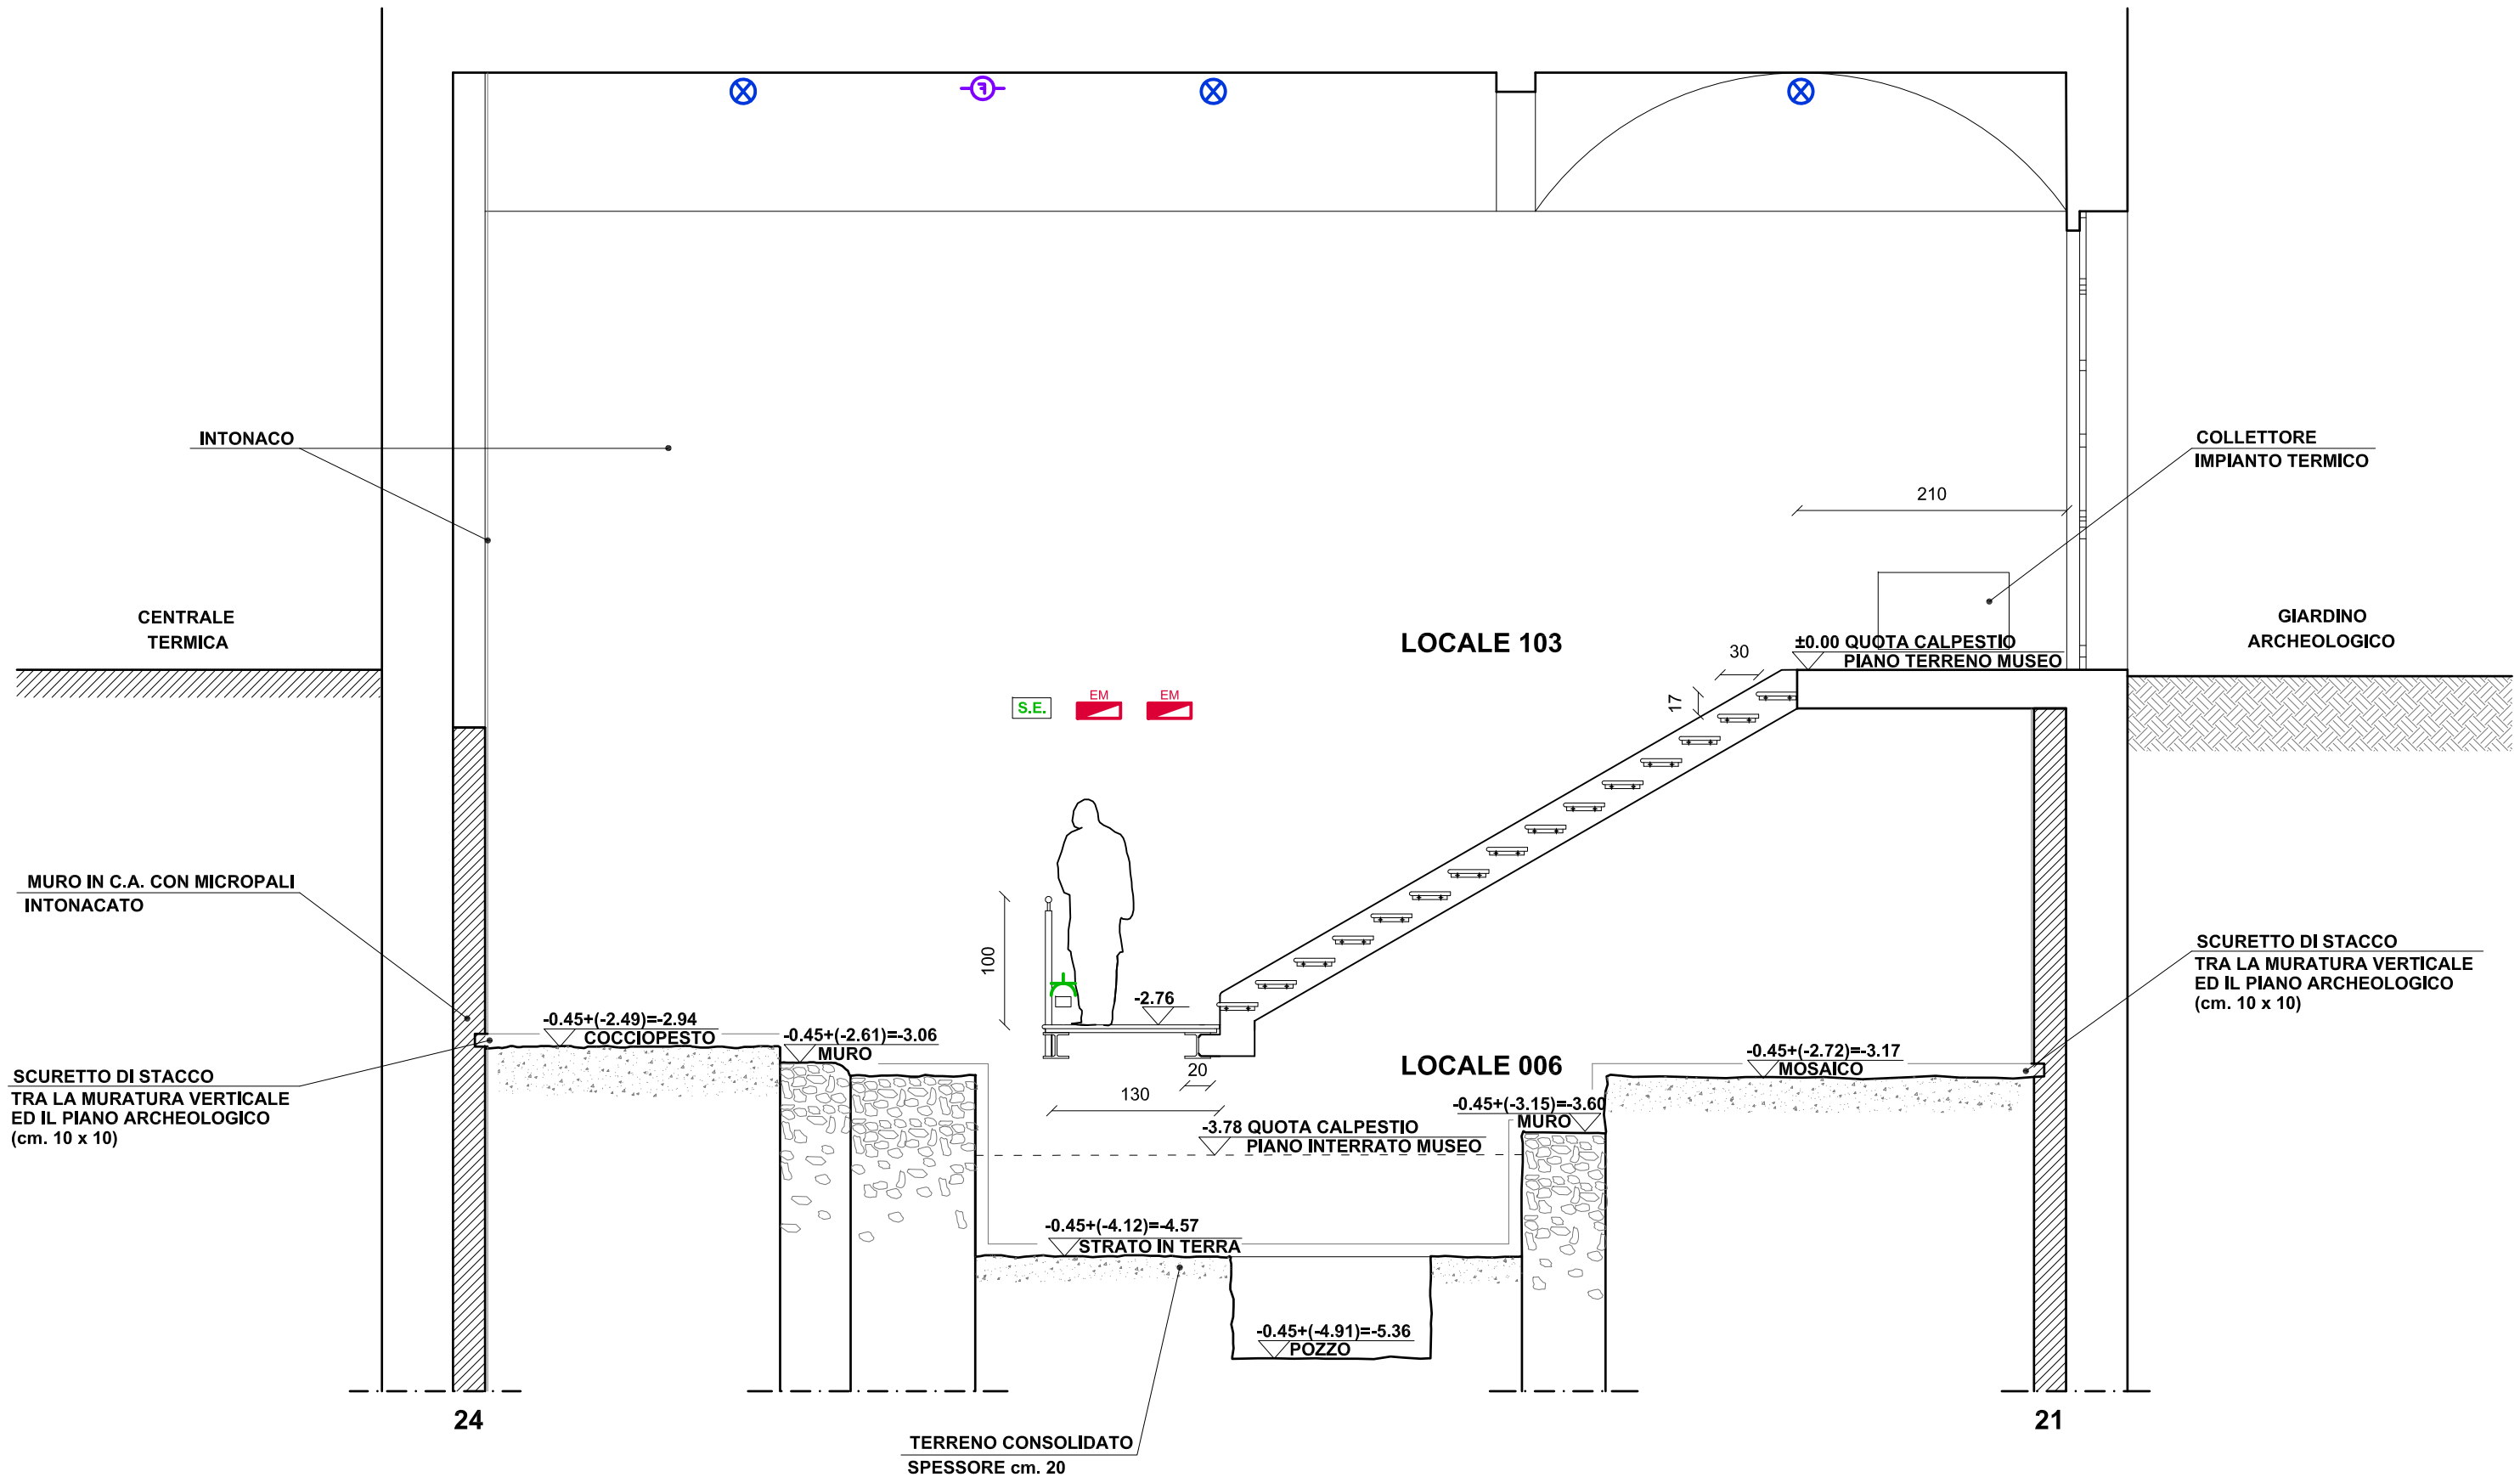 INTONACO
COLLETTORE
IMPIANTO TERMICO
210
CENTRALE
TERMICA
LOCALE 103
GIARDINO
ARCHEOLOGICO
±0.00 QUOTA CALPESTIO
PIANO TERRENO MUSEO
30
17
S.E.
EM
EM
MURO IN C.A. CON MICROPALI
INTONACATO
100
-2.76
SCURETTO DI STACCO
TRA LA MURATURA VERTICALE
ED IL PIANO ARCHEOLOGICO
(cm. 10 x 10)
-0.45+(-2.49)=-2.94
COCCIOPESTO
-0.45+(-2.61)=-3.06
MURO
LOCALE 006
-0.45+(-2.72)=-3.17
MOSAICO
SCURETTO DI STACCO
TRA LA MURATURA VERTICALE
ED IL PIANO ARCHEOLOGICO
(cm. 10 x 10)
20
130
-0.45+(-3.15)=-3.60
MURO
-3.78 QUOTA CALPESTIO
PIANO INTERRATO MUSEO
-0.45+(-4.12)=-4.57
STRATO IN TERRA
-0.45+(-4.91)=-5.36
POZZO
24
21
TERRENO CONSOLIDATO
SPESSORE cm. 20